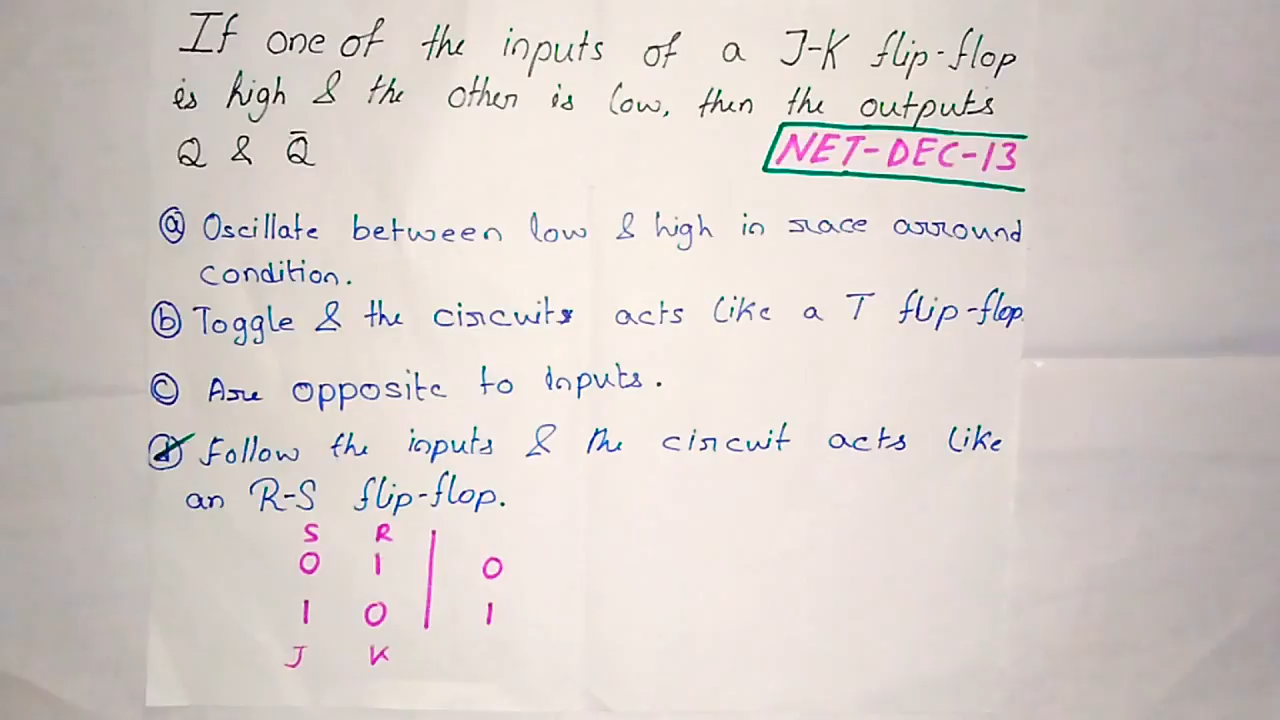 If one of the inputs of a J-K flip-flop
is high & the other is low, then the outputs
Q & Q̄
NET-DEC-13
ⓐ Oscillate between low & high in race arround
condition.
ⓑ Toggle & the circuits acts like a T flip-flop.
ⓒ Are opposite to Inputs.
ⓓ Follow the inputs & the circuit acts like
an R-S flip-flop.
S R
0 1 | 0
1 0 | 1
J K